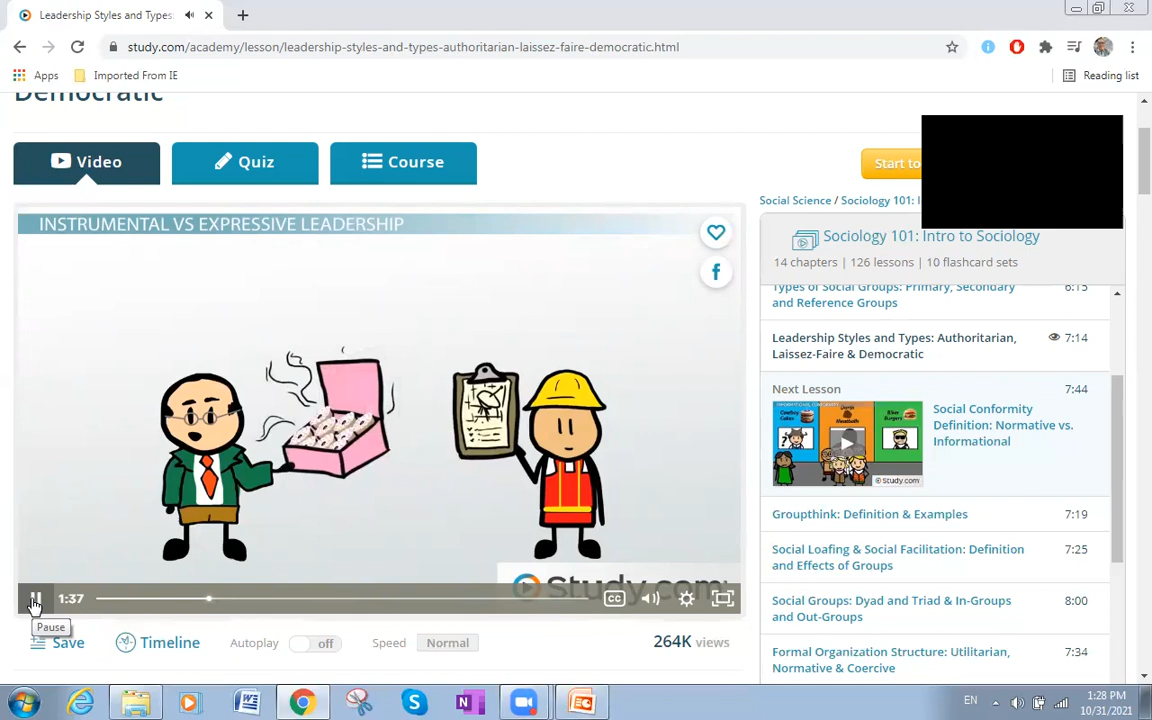 Leadership Styles and Types:
study.com/academy/lesson/leadership-styles-and-types-authoritarian-laissez-faire-democratic.html
Apps
Imported From IE
Reading list
Democratic
Video
Quiz
Course
Start to
Social Science / Sociology 101: I
Sociology 101: Intro to Sociology
14 chapters | 126 lessons | 10 flashcard sets
INSTRUMENTAL VS EXPRESSIVE LEADERSHIP
Types of Social Groups: Primary, Secondary and Reference Groups
6:15
Leadership Styles and Types: Authoritarian,
Laissez-Faire & Democratic
7:14
Next Lesson
7:44
Social Conformity
Definition: Normative vs.
Informational
Study.com
Groupthink: Definition & Examples
7:19
Social Loafing & Social Facilitation: Definition
and Effects of Groups
7:25
Social Groups: Dyad and Triad & In-Groups
and Out-Groups
8:00
Formal Organization Structure: Utilitarian,
Normative & Coercive
7:34
Study.com
1:37
CC
Pause
Save
Timeline
Autoplay
off
Speed
Normal
264K views
EN
1:28 PM
10/31/2021